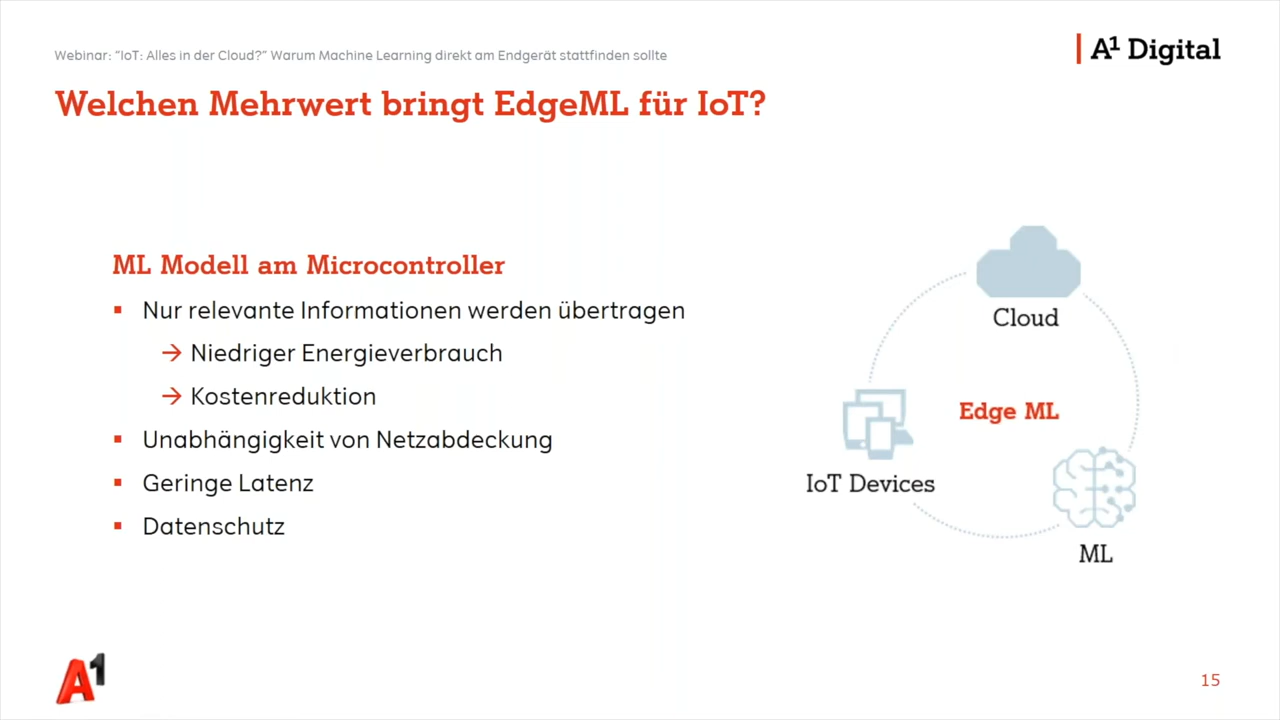 Webinar: "IoT: Alles in der Cloud?" Warum Machine Learning direkt am Endgerät stattfinden sollte
A¹ Digital
Welchen Mehrwert bringt EdgeML für IoT?
ML Modell am Microcontroller
▪ Nur relevante Informationen werden übertragen
→ Niedriger Energieverbrauch
→ Kostenreduktion
▪ Unabhängigkeit von Netzabdeckung
▪ Geringe Latenz
▪ Datenschutz
Cloud
Edge ML
IoT Devices
ML
A1
15